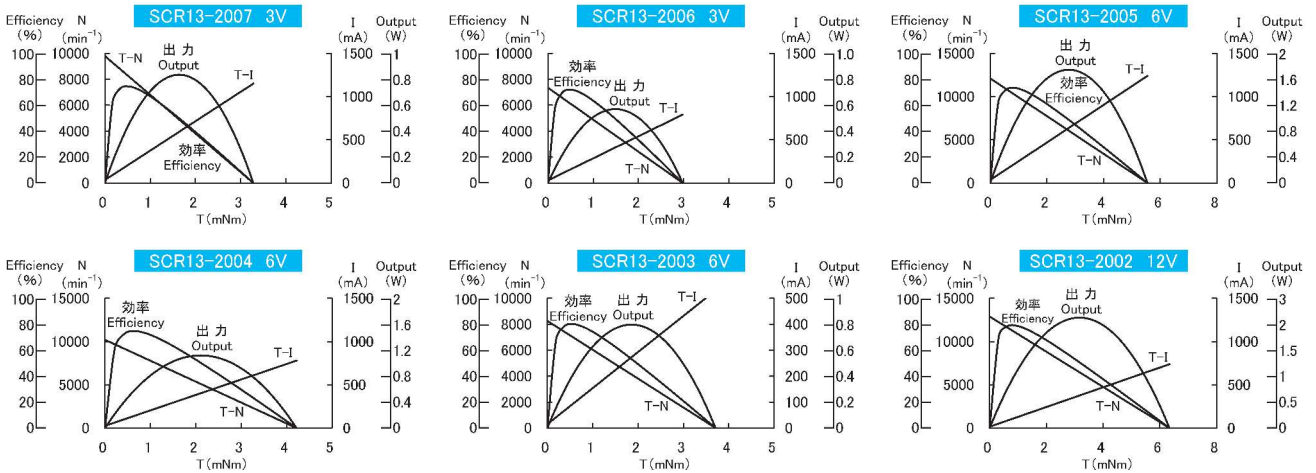 SCR13-2007 3V
Efficiency N I Output
(%) (min⁻¹) (mA) (W)
100 10000 1500 1
80 8000 0.8
60 6000 1000 0.6
40 4000 500 0.4
20 2000 0.2
0 0 0 0
T-N
出 力
Output
T-I
効率
Efficiency
0 1 2 3 4 5
T(mNm)
SCR13-2006 3V
Efficiency N I Output
(%) (min⁻¹) (mA) (W)
100 10000 1500 1.0
80 8000 0.8
60 6000 1000 0.6
40 4000 500 0.4
20 2000 0.2
0 0 0 0
効率
Efficiency
出 力
Output
T-I
T-N
0 1 2 3 4 5
T(mNm)
SCR13-2005 6V
Efficiency N I Output
(%) (min⁻¹) (mA) (W)
100 15000 1500 2
80 1.6
60 10000 1000 1.2
40 5000 500 0.8
20 0.4
0 0 0 0
出 力
Output
効率
Efficiency
T-I
T-N
0 2 4 6 8
T(mNm)
SCR13-2004 6V
Efficiency N I Output
(%) (min⁻¹) (mA) (W)
100 15000 1500 2
80 1.6
60 10000 1000 1.2
40 5000 500 0.8
20 0.4
0 0 0 0
効率
Efficiency
出 力
Output
T-I
T-N
0 1 2 3 4 5
T(mNm)
SCR13-2003 6V
Efficiency N I Output
(%) (min⁻¹) (mA) (W)
100 10000 500 1
80 8000 400 0.8
60 6000 300 0.6
40 4000 200 0.4
20 2000 100 0.2
0 0 0 0
効率
Efficiency
出 力
Output
T-I
T-N
0 1 2 3 4 5
T(mNm)
SCR13-2002 12V
Efficiency N I Output
(%) (min⁻¹) (mA) (W)
100 15000 1500 3
80 2
60 10000 1000 1
40 5000 500 0.5
20
0 0 0 0
効率
Efficiency
出 力
Output
T-I
T-N
0 2 4 6 8
T(mNm)